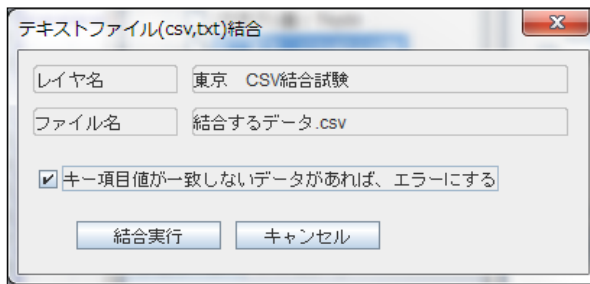 テキストファイル(csv,txt)結合
レイヤ名 東京　CSV結合試験
ファイル名 結合するデータ.csv
キー項目値が一致しないデータがあれば、エラーにする
結合実行 キャンセル